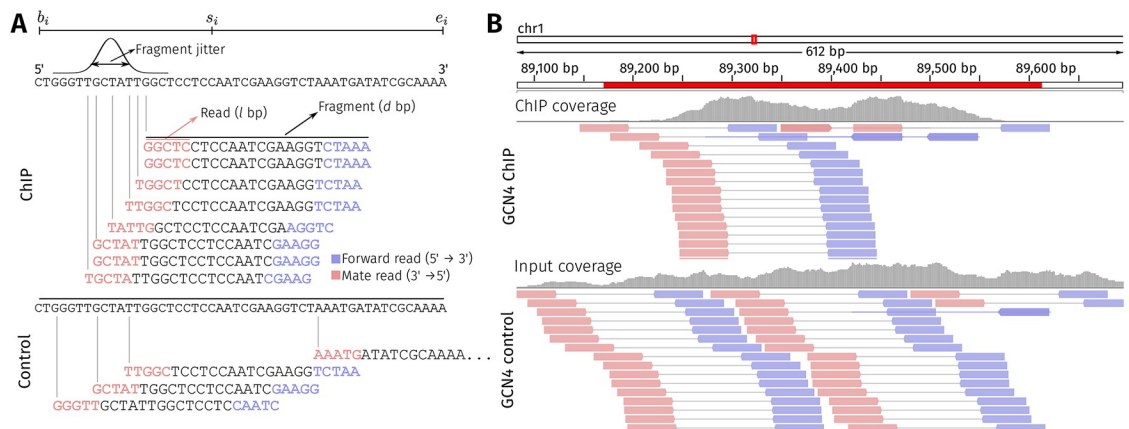 A
bᵢ sᵢ eᵢ
Fragment jitter
5' 3'
CTGGGTTGCTATTGGCTCCTCCAATCGAAGGTCTAAATGATATCGCAAAA
Read (l bp) Fragment (d bp)
ChIP
GGCTCCTCCAATCGAAGGTCTAAA
GGCTCCTCCAATCGAAGGTCTAAA
TGGCTCCTCCAATCGAAGGTCTAA
TTGGCTCCTCCAATCGAAGGTCTAA
TATTGGCTCCTCCAATCGAAGGTC
GCTATTGGCTCCTCCAATCGAAGG
GCTATTGGCTCCTCCAATCGAAGG
TGCTATTGGCTCCTCCAATCGAAG
Forward read (5' → 3')
Mate read (3' →5')
CTGGGTTGCTATTGGCTCCTCCAATCGAAGGTCTAAATGATATCGCAAAA
Control
AAATGATATCGCAAAA...
TTGGCTCCTCCAATCGAAGGTCTAA
GCTATTGGCTCCTCCAATCGAAGG
GGGTTGCTATTGGCTCCTCCAATC
B
chr1
612 bp
89,100 bp 89,200 bp 89,300 bp 89,400 bp 89,500 bp 89,600 bp
ChIP coverage
GCN4 ChIP
Input coverage
GCN4 control